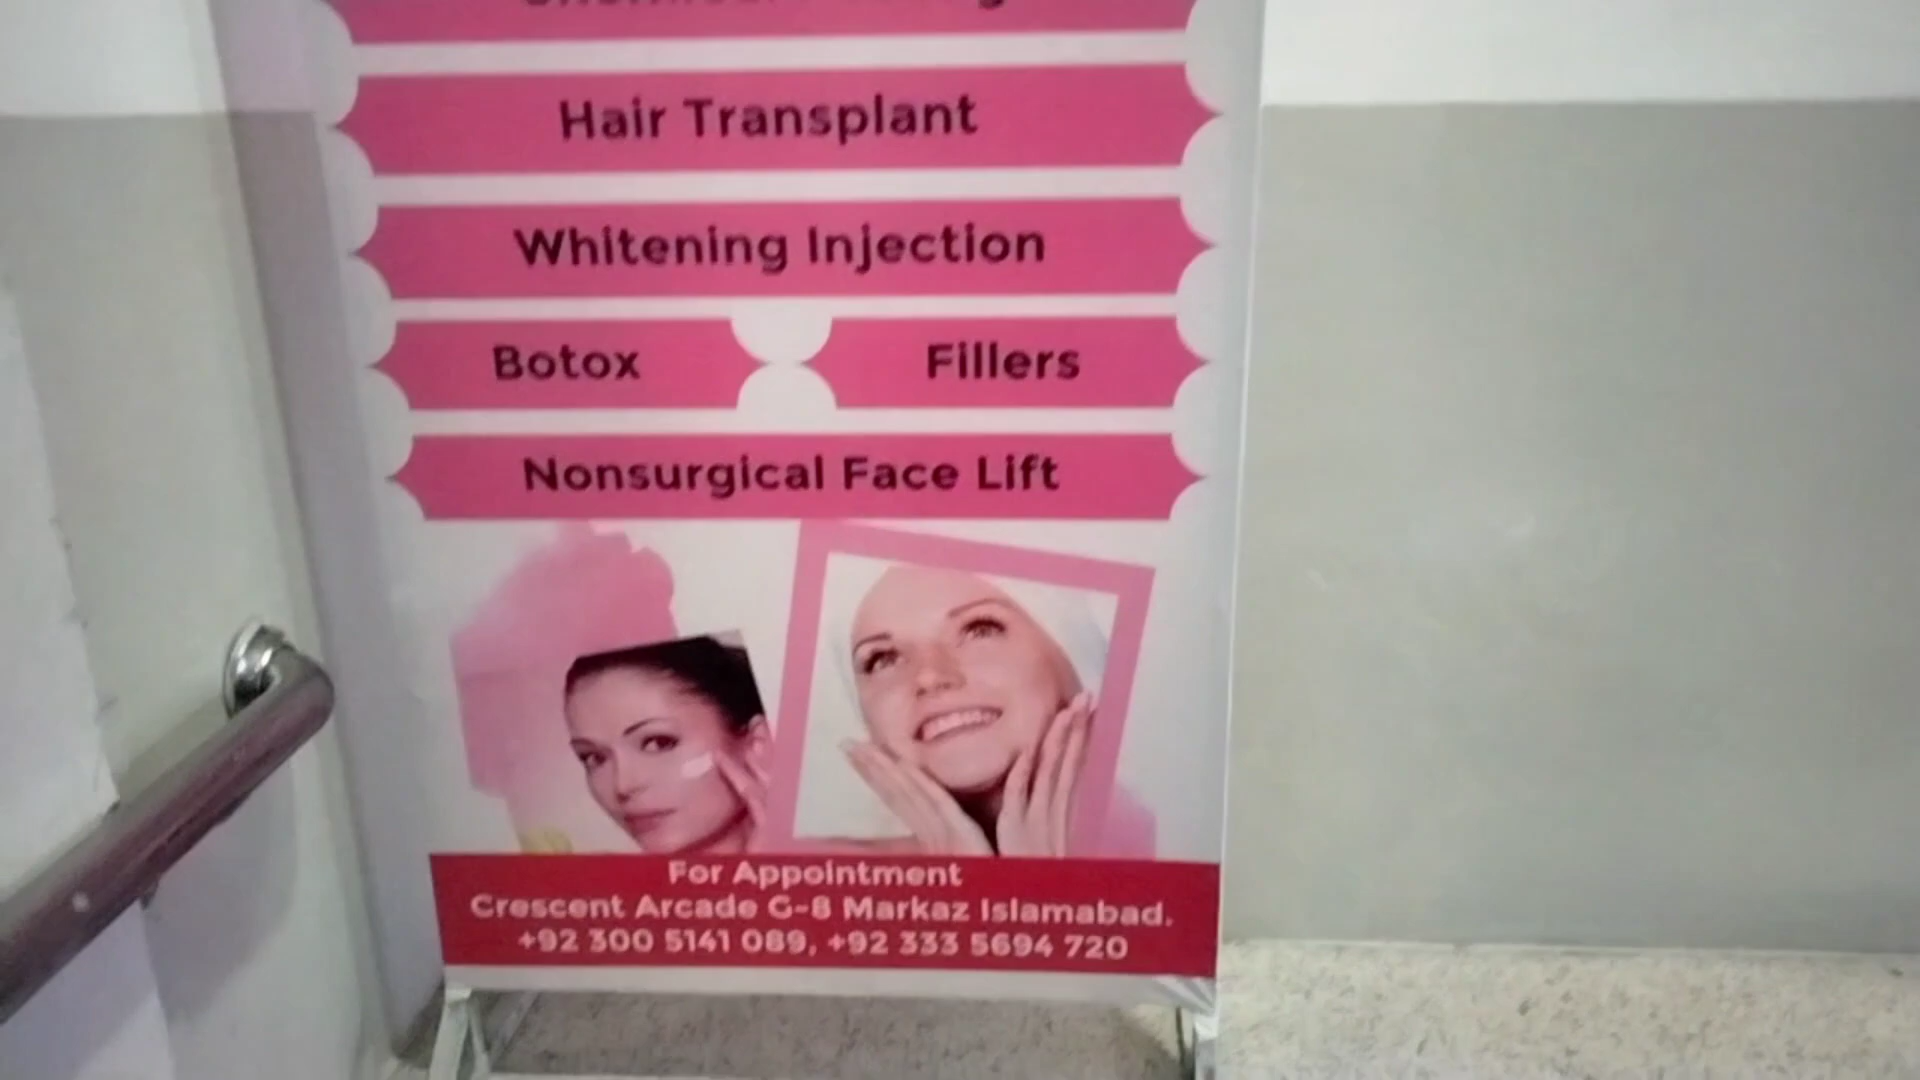 Hair Transplant
Whitening Injection
Botox
Fillers
Nonsurgical Face Lift
For Appointment
Crescent Arcade G-8 Markaz Islamabad.
+92 300 5141 089, +92 333 5694 720